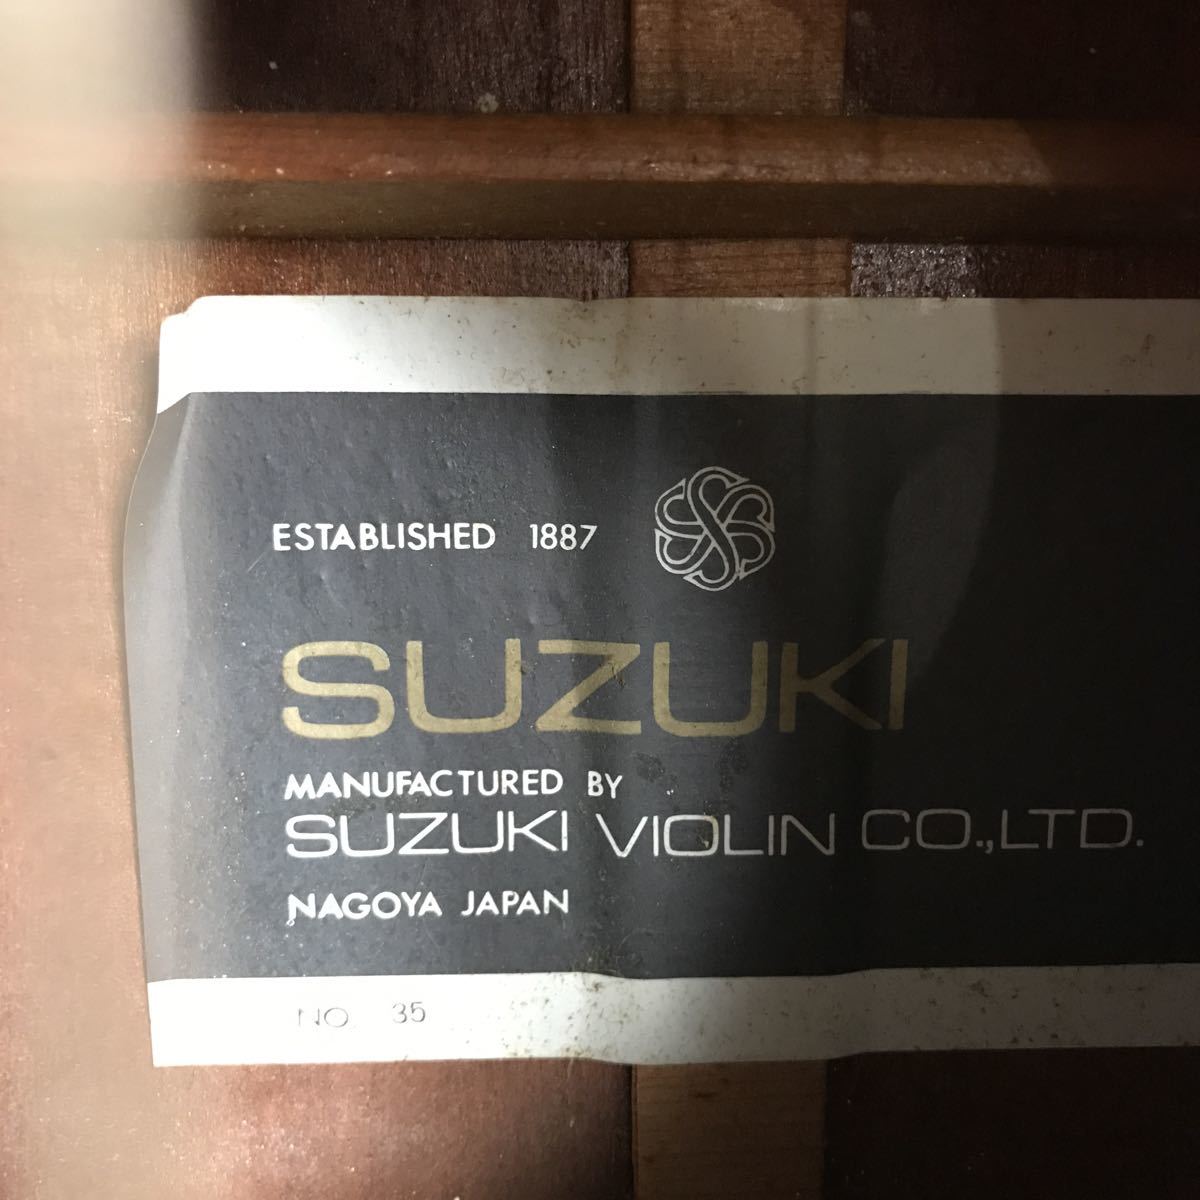 ESTABLISHED 1887
SUZUKI
MANUFACTURED BY
SUZUKI VIOLIN CO.,LTD.
NAGOYA JAPAN
NO. 35